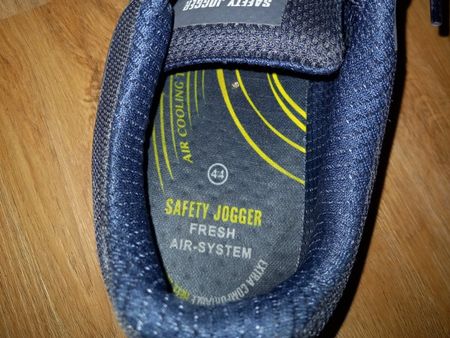 SAFETY JOGGER
AIR COOLING
44
SAFETY JOGGER
FRESH
AIR-SYSTEM
EXTRA COMFORTABLE